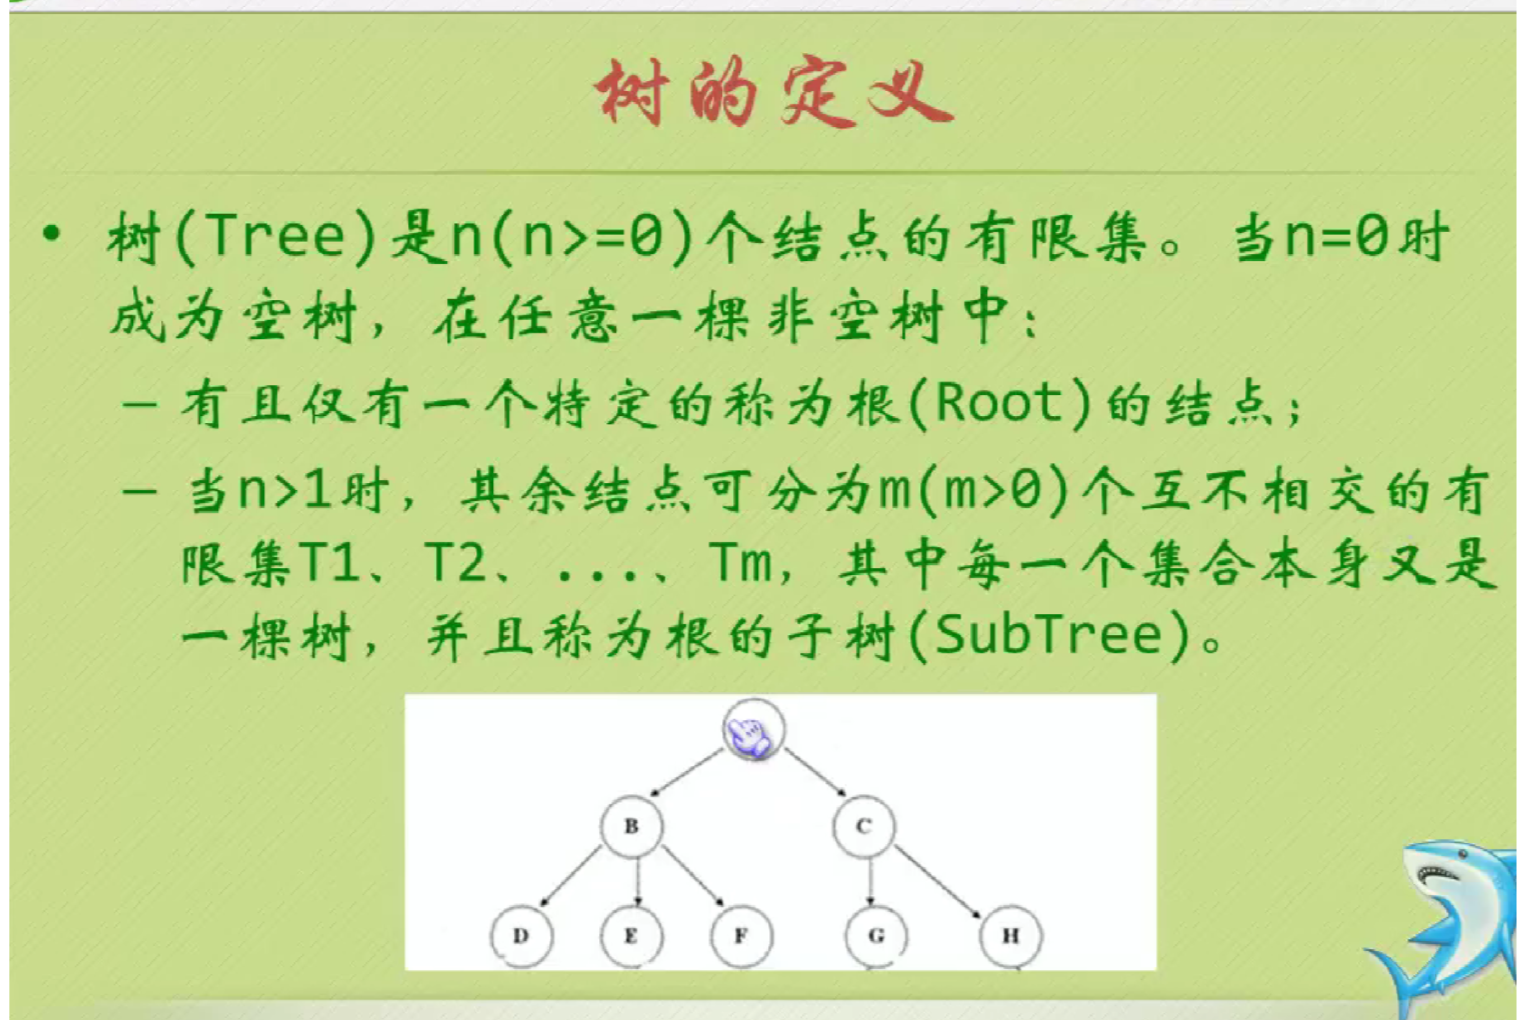 树的定义
• 树(Tree)是n(n>=0)个结点的有限集。当n=0时
成为空树，在任意一棵非空树中：
– 有且仅有一个特定的称为根(Root)的结点；
– 当n>1时，其余结点可分为m(m>0)个互不相交的有
限集T1、T2、...、Tm，其中每一个集合本身又是
一棵树，并且称为根的子树(SubTree)。
B C
D E F G H